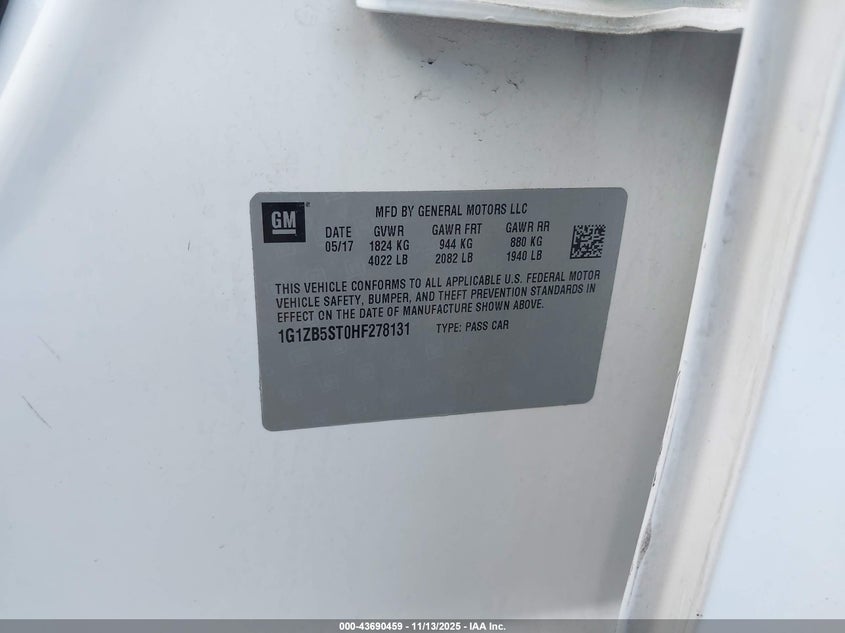 GM
MFD BY GENERAL MOTORS LLC
DATE GVWR GAWR FRT GAWR RR
05/17 1824 KG 944 KG 880 KG
4022 LB 2082 LB 1940 LB
THIS VEHICLE CONFORMS TO ALL APPLICABLE U.S. FEDERAL MOTOR
VEHICLE SAFETY, BUMPER, AND THEFT PREVENTION STANDARDS IN
EFFECT ON THE DATE OF MANUFACTURE SHOWN ABOVE.
1G1ZB5ST0HF278131 TYPE: PASS CAR
000-43690459 - 11/13/2025 - IAA Inc.